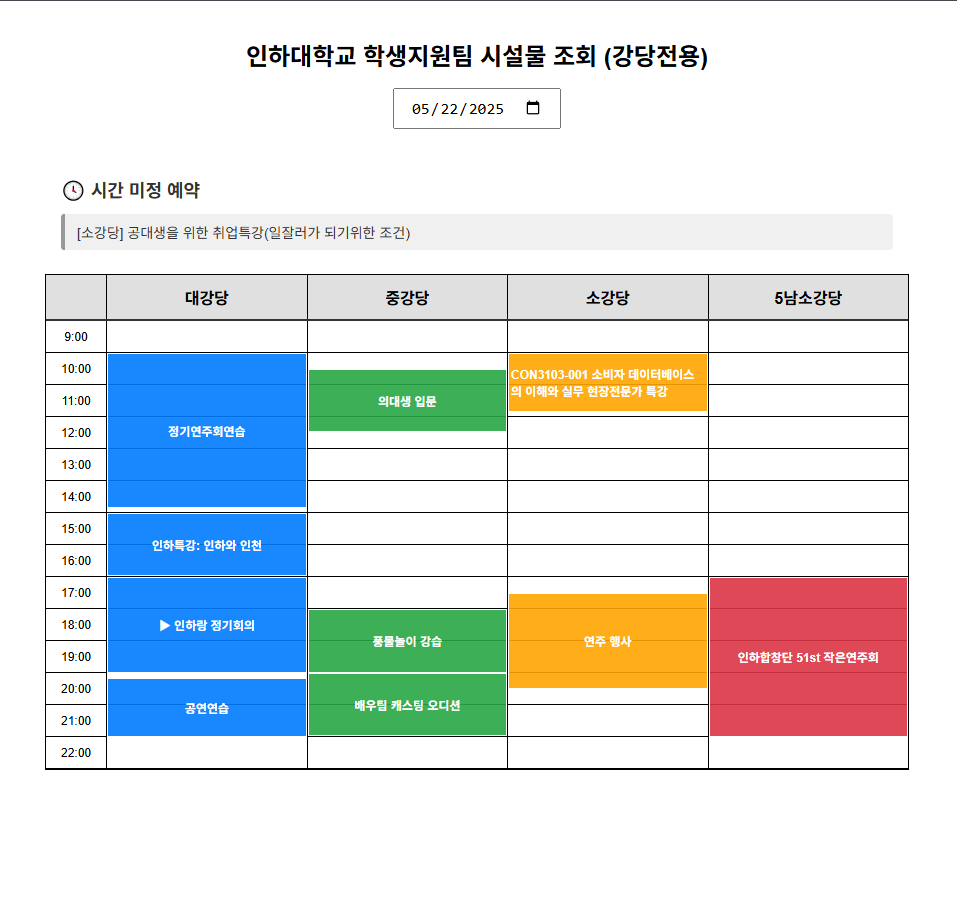 인하대학교 학생지원팀 시설물 조회 (강당전용)
05/22/2025
시간 미정 예약
[소강당] 공대생을 위한 취업특강(일잘러가 되기위한 조건)
대강당 중강당 소강당 5남소강당
9:00
10:00
11:00
12:00
13:00
14:00
15:00
16:00
17:00
18:00
19:00
20:00
21:00
22:00
정기연주회연습
인하특강: 인하와 인천
▶ 인하랑 정기회의
공연연습
의대생 입문
풍물놀이 강습
배우팀 캐스팅 오디션
CON3103-001 소비자 데이터베이스
의 이해와 실무 현장전문가 특강
연주 행사
인하합창단 51st 작은연주회